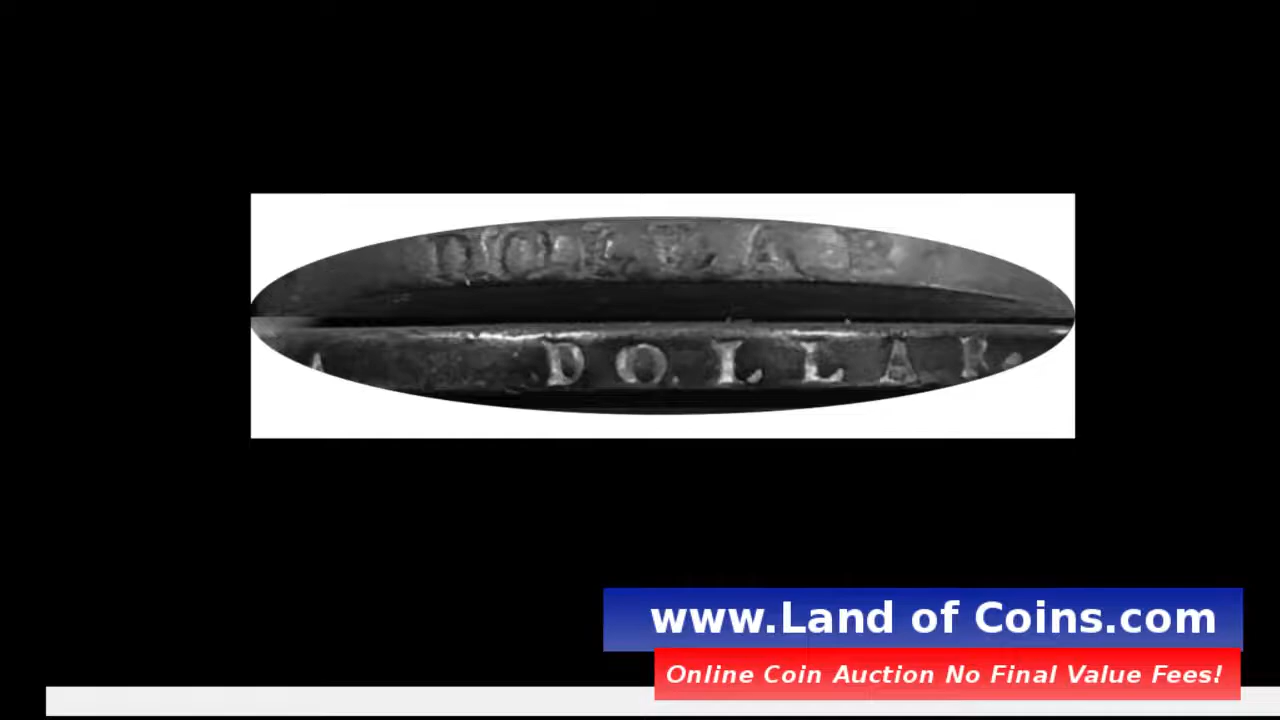 DOLLAR
A DOLLAR
www.Land of Coins.com
Online Coin Auction No Final Value Fees!